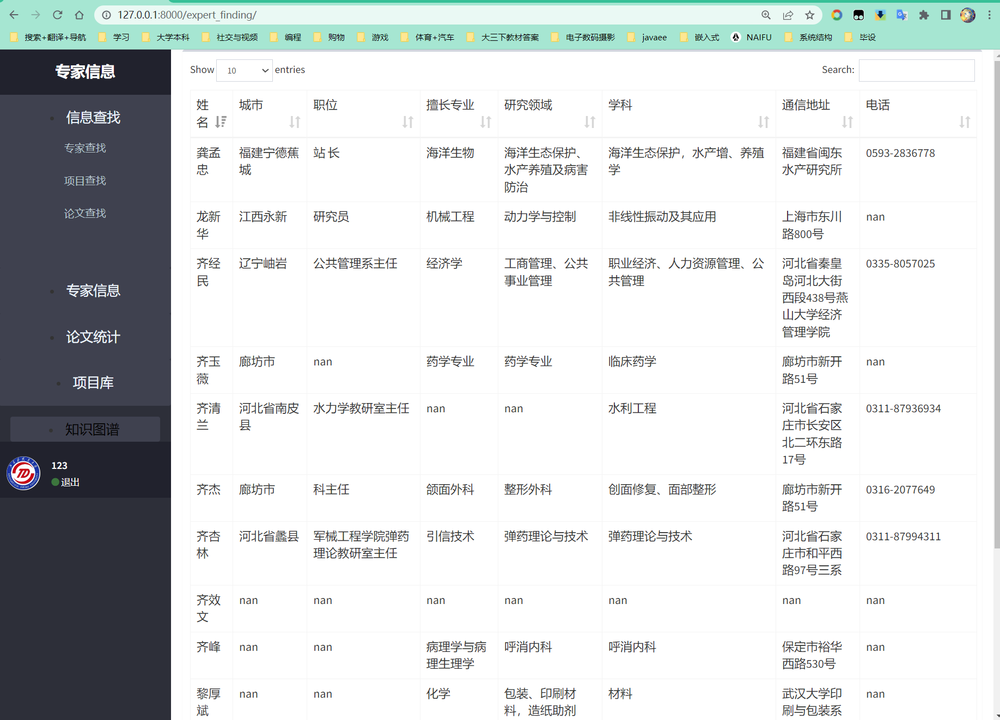 127.0.0.1:8000/expert_finding/
搜索+翻译+导航 学习 大学本科 社交与视频 编程 购物 游戏 体育+汽车 大三下教材答案 电子数码摄影 javaee 嵌入式 NAIFU 系统结构 毕设
专家信息
信息查找
专家查找
项目查找
论文查找
专家信息
论文统计
项目库
知识图谱
123
退出
Show 10 entries
Search:
姓名 城市 职位 擅长专业 研究领域 学科 通信地址 电话
龚孟忠 福建宁德蕉城 站 长 海洋生物 海洋生态保护、水产养殖及病害防治 海洋生态保护，水产增、养殖学 福建省闽东水产研究所 0593-2836778
龙新华 江西永新 研究员 机械工程 动力学与控制 非线性振动及其应用 上海市东川路800号 nan
齐经民 辽宁岫岩 公共管理系主任 经济学 工商管理、公共事业管理 职业经济、人力资源管理、公共管理 河北省秦皇岛河北大街西段438号燕山大学经济管理学院 0335-8057025
齐玉薇 廊坊市 nan 药学专业 药学专业 临床药学 廊坊市新开路51号 nan
齐清兰 河北省南皮县 水力学教研室主任 nan nan 水利工程 河北省石家庄市长安区北二环东路17号 0311-87936934
齐杰 廊坊市 科主任 颌面外科 整形外科 创面修复、面部整形 廊坊市新开路51号 0316-2077649
齐杏林 河北省蠡县 军械工程学院弹药理论教研室主任 引信技术 弹药理论与技术 弹药理论与技术 河北省石家庄市和平西路97号三系 0311-87994311
齐效文 nan nan nan nan nan nan nan
齐峰 nan nan 病理学与病理生理学 呼消内科 呼消内科 保定市裕华西路530号 nan
黎厚斌 nan nan 化学 包装、印刷材料，造纸助剂 材料 武汉大学印刷与包装系 nan